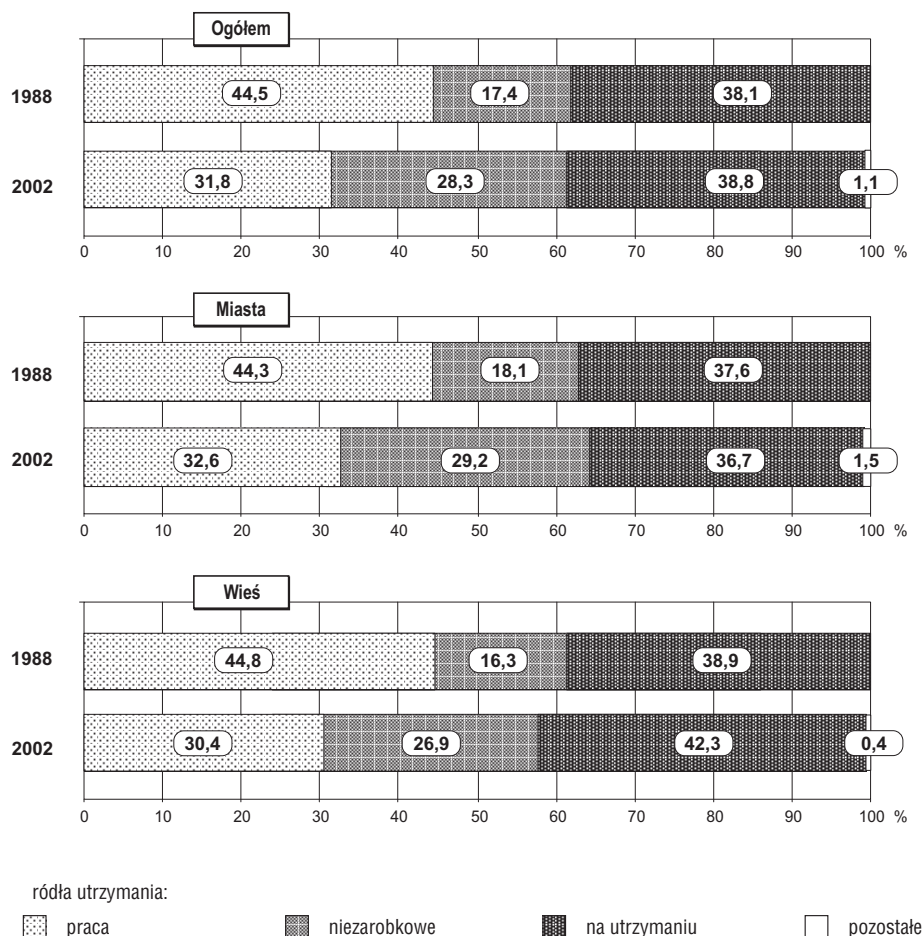 Ogółem
1988 44,5 17,4 38,1
2002 31,8 28,3 38,8 1,1
0 10 20 30 40 50 60 70 80 90 100 %
Miasta
1988 44,3 18,1 37,6
2002 32,6 29,2 36,7 1,5
0 10 20 30 40 50 60 70 80 90 100 %
Wieś
1988 44,8 16,3 38,9
2002 30,4 26,9 42,3 0,4
0 10 20 30 40 50 60 70 80 90 100 %
ródła utrzymania:
praca niezarobkowe na utrzymaniu pozostałe